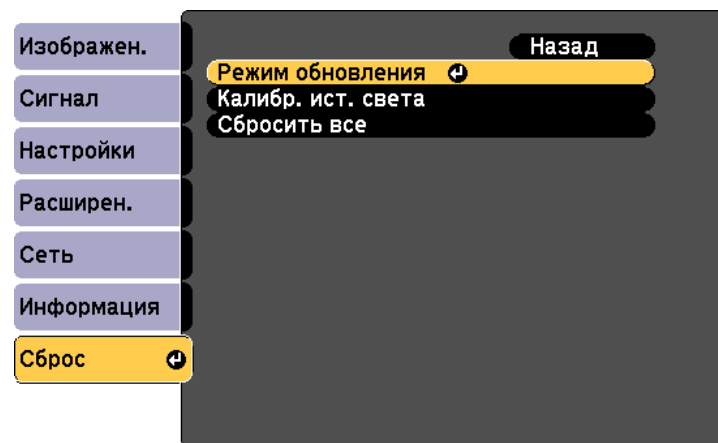 Изображен.
Сигнал
Настройки
Расширен.
Сеть
Информация
Сброс
Назад
Режим обновления
Калибр. ист. света
Сбросить все